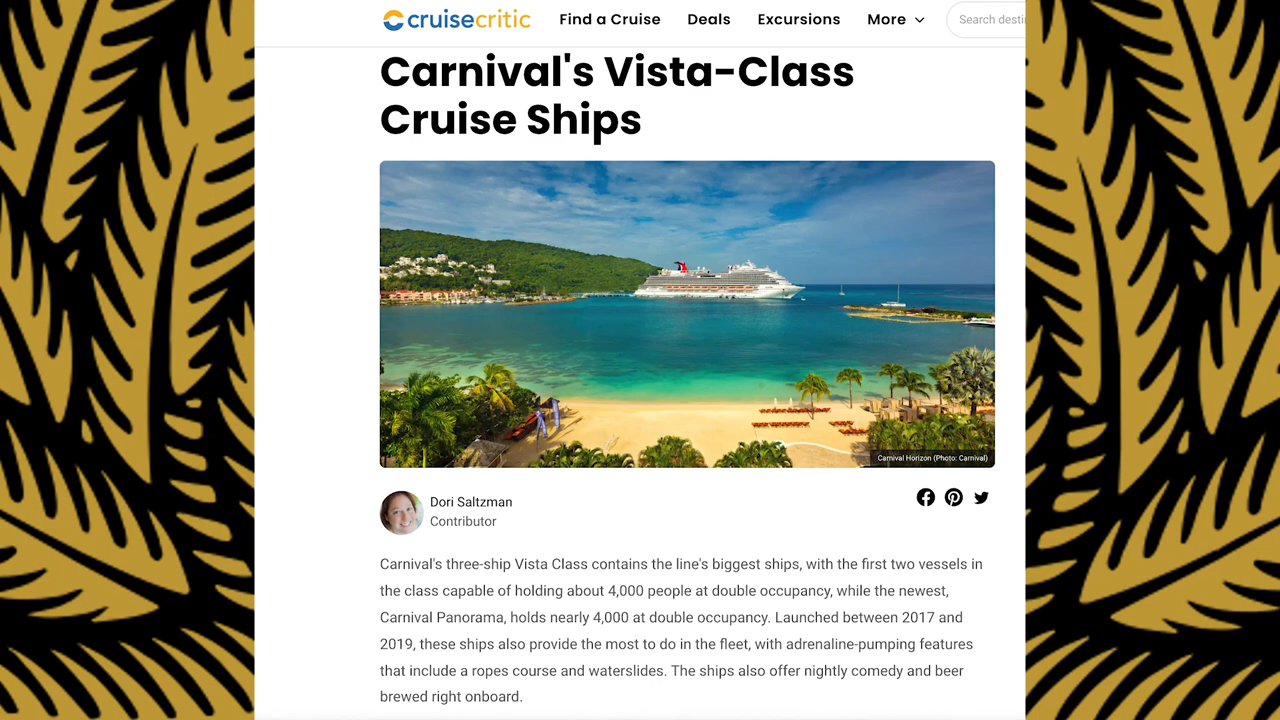 cruisecritic Find a Cruise Deals Excursions More Search desti
Carnival's Vista-Class
Cruise Ships
Carnival Horizon (Photo: Carnival)
Dori Saltzman
Contributor
Carnival's three-ship Vista Class contains the line's biggest ships, with the first two vessels in
the class capable of holding about 4,000 people at double occupancy, while the newest,
Carnival Panorama, holds nearly 4,000 at double occupancy. Launched between 2017 and
2019, these ships also provide the most to do in the fleet, with adrenaline-pumping features
that include a ropes course and waterslides. The ships also offer nightly comedy and beer
brewed right onboard.